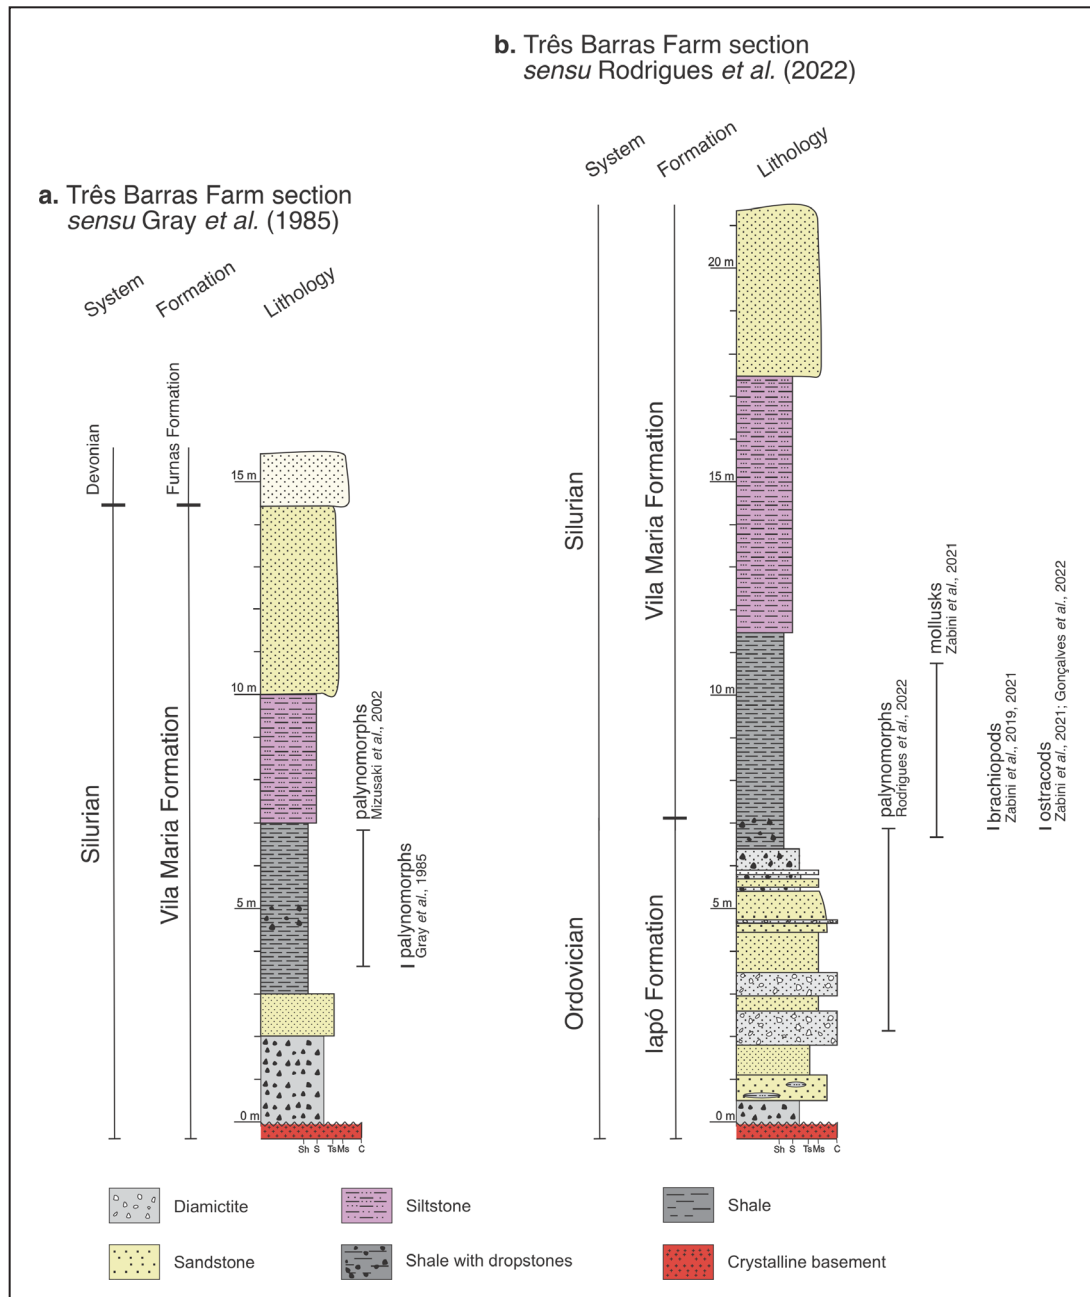 b. Três Barras Farm section
sensu Rodrigues et al. (2022)
System
Formation
Lithology
a. Três Barras Farm section
sensu Gray et al. (1985)
System
Formation
Lithology
Devonian
Furnas Formation
15 m
10 m
5 m
0 m
Silurian
Vila Maria Formation
palynomorphs
Mizusaki et al., 2002
palynomorphs
Gray et al., 1985
Sh S Ts Ms C
20 m
15 m
10 m
5 m
0 m
Silurian
Vila Maria Formation
Ordovician
Iapó Formation
palynomorphs
Rodrigues et al., 2022
mollusks
Zabini et al., 2021
brachiopods
Zabini et al., 2019, 2021
ostracods
Zabini et al., 2021; Gonçalves et al., 2022
Sh S Ts Ms C
Diamictite
Siltstone
Shale
Sandstone
Shale with dropstones
Crystalline basement